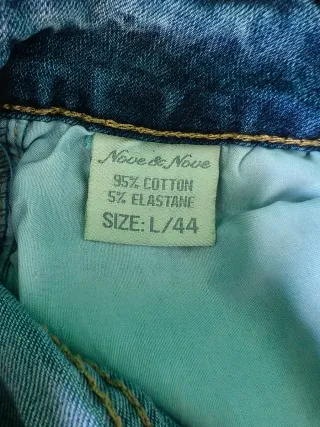 Nove & Nove
95% COTTON
5% ELASTANE
SIZE: L/44